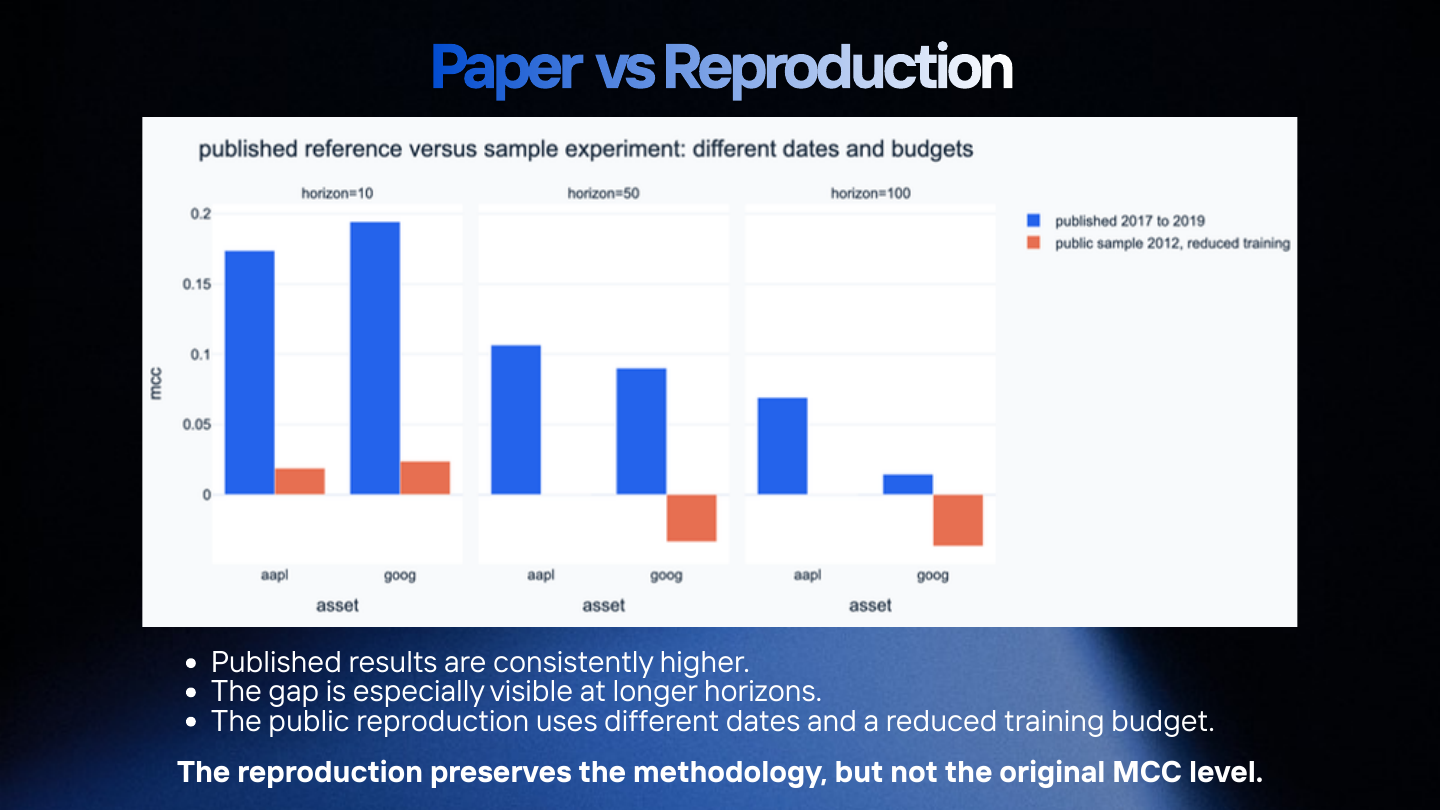 Paper vs Reproduction
published reference versus sample experiment: different dates and budgets
horizon=10
horizon=50
horizon=100
0.2
0.15
0.1
0.05
0
mcc
published 2017 to 2019
public sample 2012, reduced training
aapl
goog
aapl
goog
aapl
goog
asset
asset
asset
• Published results are consistently higher.
• The gap is especially visible at longer horizons.
• The public reproduction uses different dates and a reduced training budget.
The reproduction preserves the methodology, but not the original MCC level.